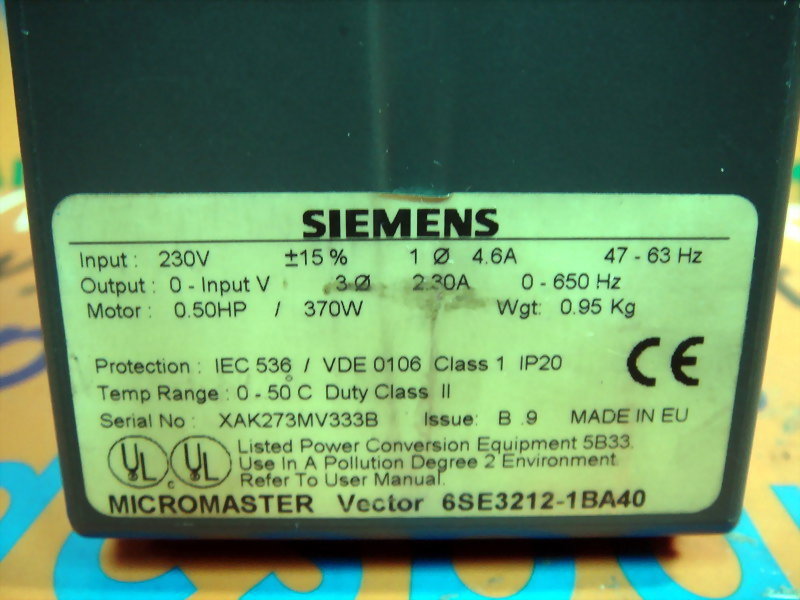 SIEMENS
Input : 230V ±15 % 1 Ø 4.6A 47 - 63 Hz
Output : 0 - Input V 3 Ø 2.30A 0 - 650 Hz
Motor : 0.50HP / 370W Wgt: 0.95 Kg
Protection : IEC 536 / VDE 0106 Class 1 IP20
Temp Range : 0 - 50°C Duty Class II
Serial No : XAK273MV333B Issue: B .9 MADE IN EU
CE
UL c UL Listed Power Conversion Equipment 5B33.
Use In A Pollution Degree 2 Environment.
Refer To User Manual.
MICROMASTER Vector 6SE3212-1BA40